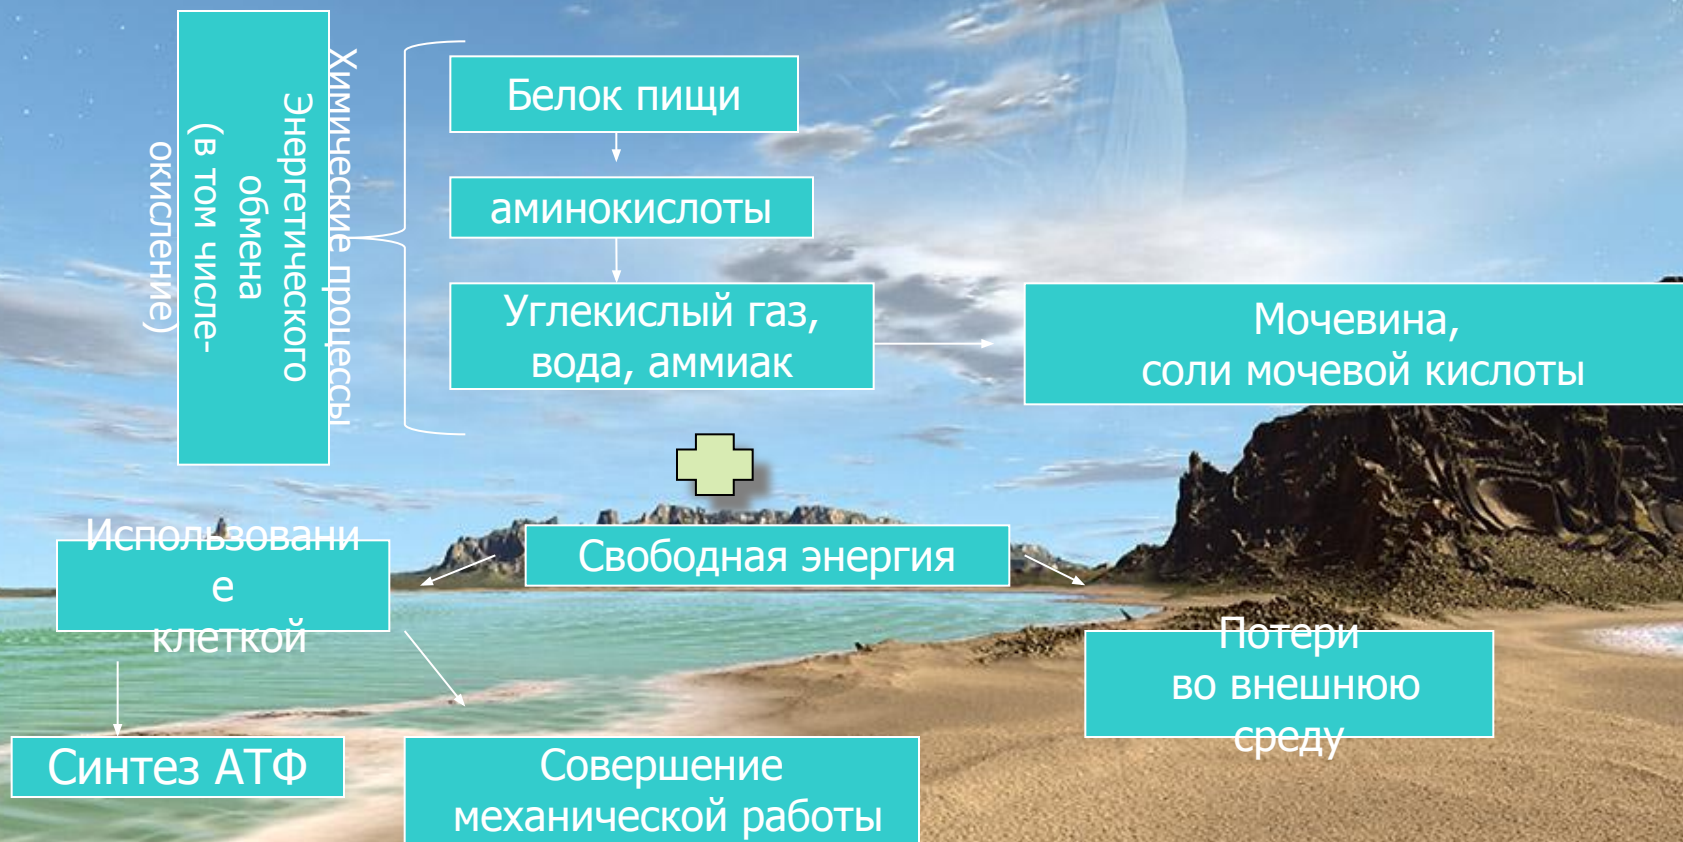 Химические процессы
Энергетического
обмена
(в том числе-
окисление)
Белок пищи
аминокислоты
Углекислый газ,
вода, аммиак
Мочевина,
соли мочевой кислоты
Свободная энергия
Использовани
е
клеткой
Потери
во внешнюю
среду
Синтез АТФ
Совершение
механической работы